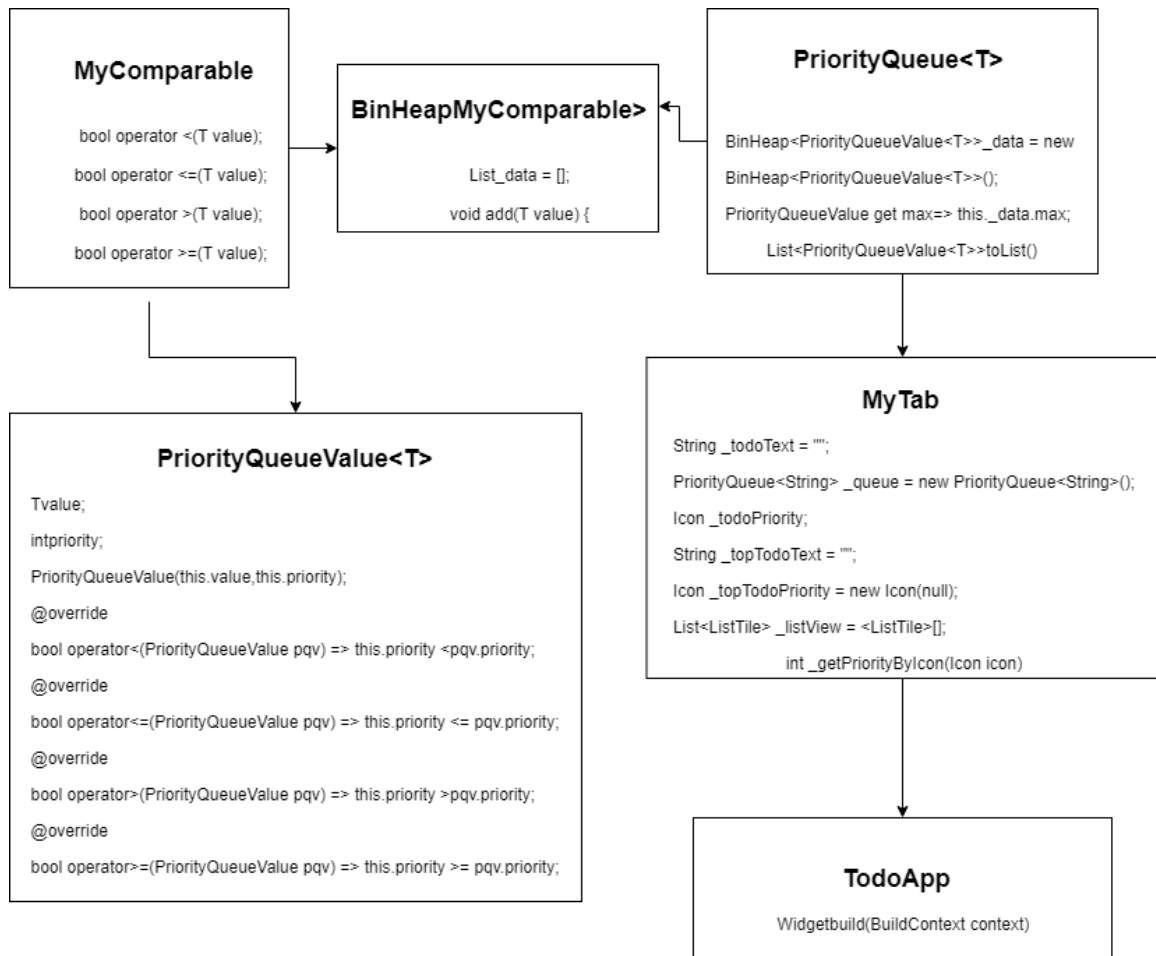 MyComparable
bool operator <(T value);
bool operator <=(T value);
bool operator >(T value);
bool operator >=(T value);
BinHeapMyComparable>
List_data = [];
void add(T value) {
PriorityQueue<T>
BinHeap<PriorityQueueValue<T>>_data = new
BinHeap<PriorityQueueValue<T>>();
PriorityQueueValue get max=> this._data.max;
List<PriorityQueueValue<T>>toList()
PriorityQueueValue<T>
Tvalue;
intpriority;
PriorityQueueValue(this.value,this.priority);
@override
bool operator<(PriorityQueueValue pqv) => this.priority <pqv.priority;
@override
bool operator<=(PriorityQueueValue pqv) => this.priority <= pqv.priority;
@override
bool operator>(PriorityQueueValue pqv) => this.priority >pqv.priority;
@override
bool operator>=(PriorityQueueValue pqv) => this.priority >= pqv.priority;
MyTab
String _todoText = "";
PriorityQueue<String> _queue = new PriorityQueue<String>();
Icon _todoPriority;
String _topTodoText = "";
Icon _topTodoPriority = new Icon(null);
List<ListTile> _listView = <ListTile>[];
int _getPriorityByIcon(Icon icon)
TodoApp
Widgetbuild(BuildContext context)